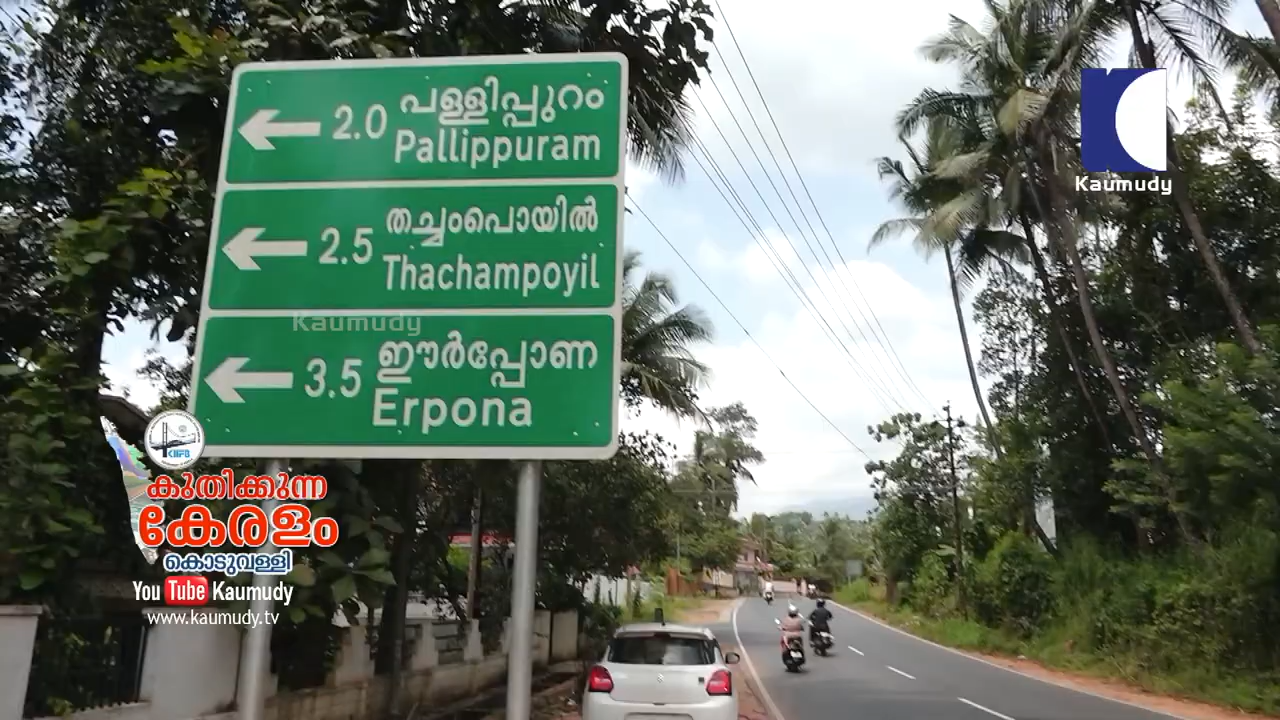 2.0 പള്ളിപ്പുറം
Pallippuram
2.5 തച്ചംപൊയിൽ
Thachampoyil
3.5 ഈർപ്പോണ
Erpona
Kaumudy
Kaumudy
KIIFB
കുതിക്കുന്ന
കേരളം
കൊടുവള്ളി
You Tube Kaumudy
www.kaumudy.tv